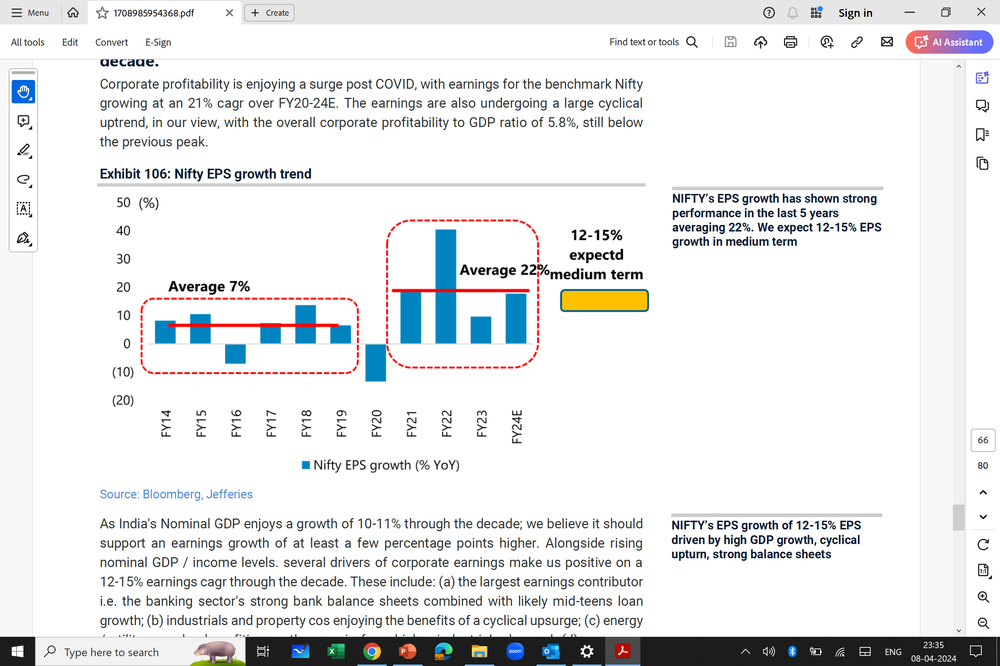 Menu
1708985954368.pdf
Create
Sign in
All tools
Edit
Convert
E-Sign
Find text or tools
AI Assistant
decade.
Corporate profitability is enjoying a surge post COVID, with earnings for the benchmark Nifty
growing at an 21% cagr over FY20-24E. The earnings are also undergoing a large cyclical
uptrend, in our view, with the overall corporate profitability to GDP ratio of 5.8%, still below
the previous peak.
Exhibit 106: Nifty EPS growth trend
50 (%)
40
30
20
10
0
(10)
(20)
Average 7%
Average 22%
12-15%
expectd
medium term
FY14
FY15
FY16
FY17
FY18
FY19
FY20
FY21
FY22
FY23
FY24E
Nifty EPS growth (% YoY)
NIFTY’s EPS growth has shown strong
performance in the last 5 years
averaging 22%. We expect 12-15% EPS
growth in medium term
Source: Bloomberg, Jefferies
As India's Nominal GDP enjoys a growth of 10-11% through the decade; we believe it should
support an earnings growth of at least a few percentage points higher. Alongside rising
nominal GDP / income levels. several drivers of corporate earnings make us positive on a
12-15% earnings cagr through the decade. These include: (a) the largest earnings contributor
i.e. the banking sector's strong bank balance sheets combined with likely mid-teens loan
growth; (b) industrials and property cos enjoying the benefits of a cyclical upsurge; (c) energy
NIFTY’s EPS growth of 12-15% EPS
driven by high GDP growth, cyclical
upturn, strong balance sheets
66
80
1:1
Type here to search
zoom
ENG
23:35
08-04-2024